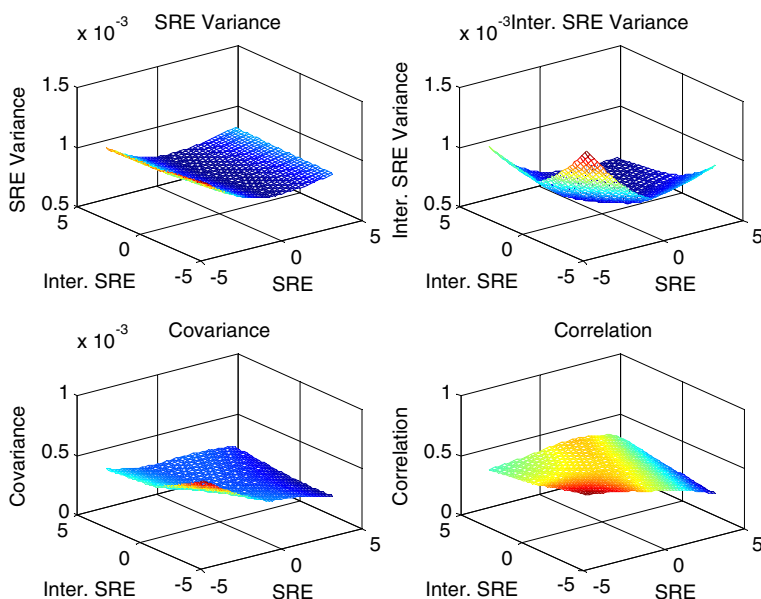 SRE Variance
x 10^-3
1.5
1
0.5
SRE Variance
5
0
-5
Inter. SRE
-5
0
5
SRE
Inter. SRE Variance
x 10^-3
1.5
1
0.5
Inter. SRE Variance
5
0
-5
Inter. SRE
-5
0
5
SRE
Covariance
x 10^-3
1
0.5
0
Covariance
5
0
-5
Inter. SRE
-5
0
5
SRE
Correlation
1
0.5
0
Correlation
5
0
-5
Inter. SRE
-5
0
5
SRE